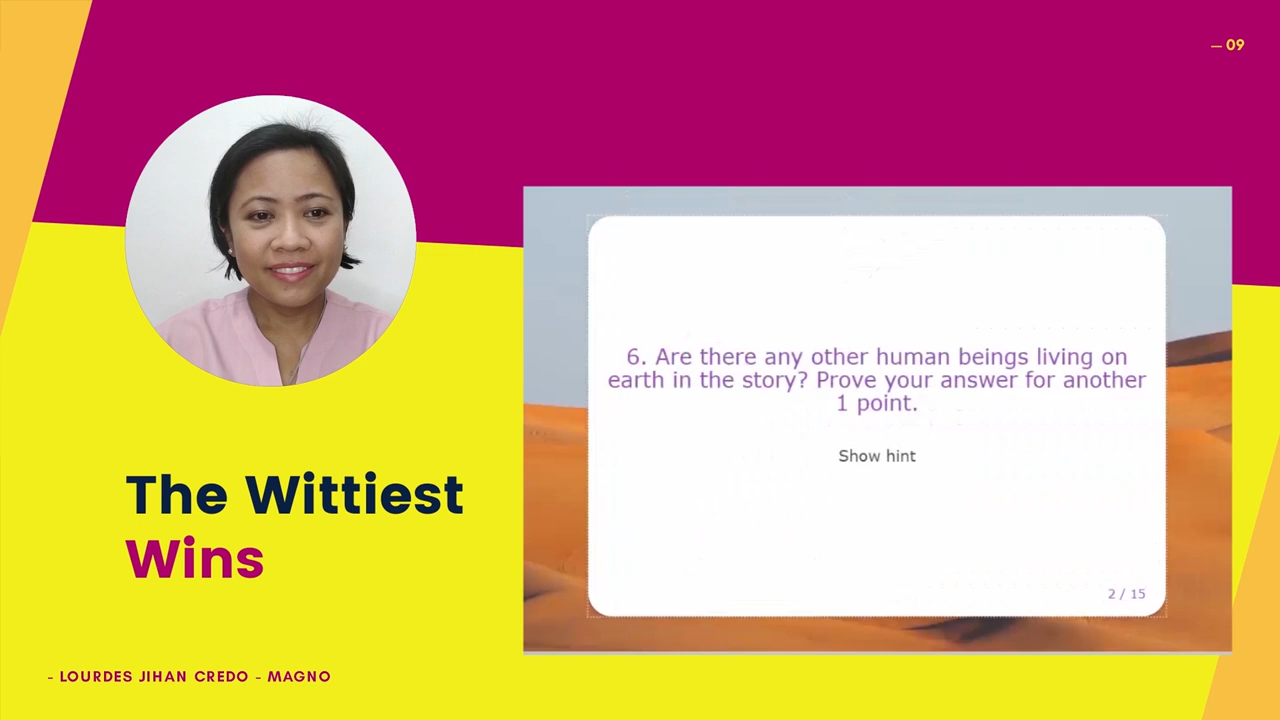 — 09
6. Are there any other human beings living on
earth in the story? Prove your answer for another
1 point.
Show hint
2 / 15
The Wittiest
Wins
- LOURDES JIHAN CREDO - MAGNO